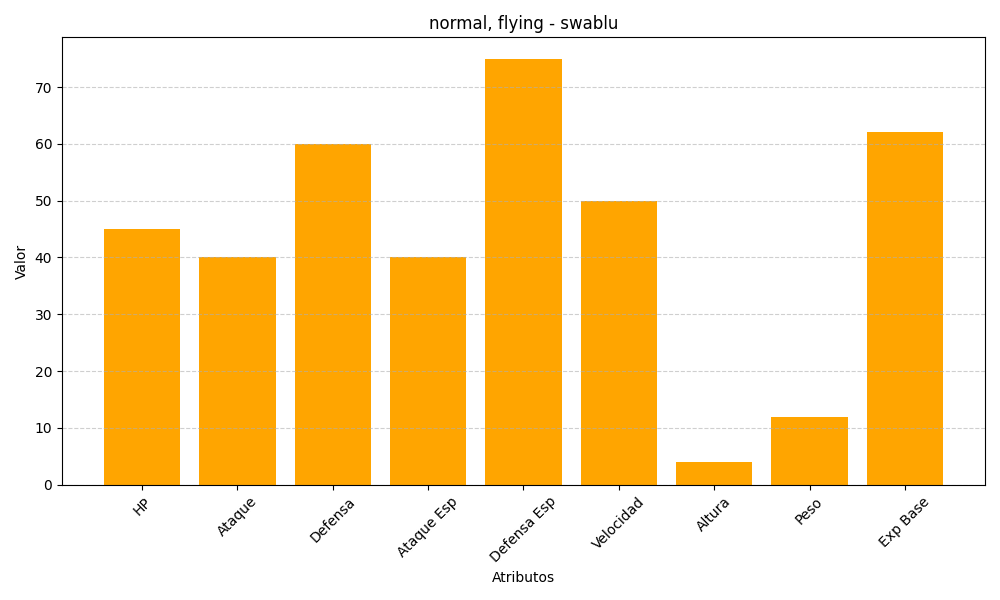 normal, flying - swablu
Valor
70
60
50
40
30
20
10
0
HP
Ataque
Defensa
Ataque Esp
Defensa Esp
Velocidad
Altura
Peso
Exp Base
Atributos